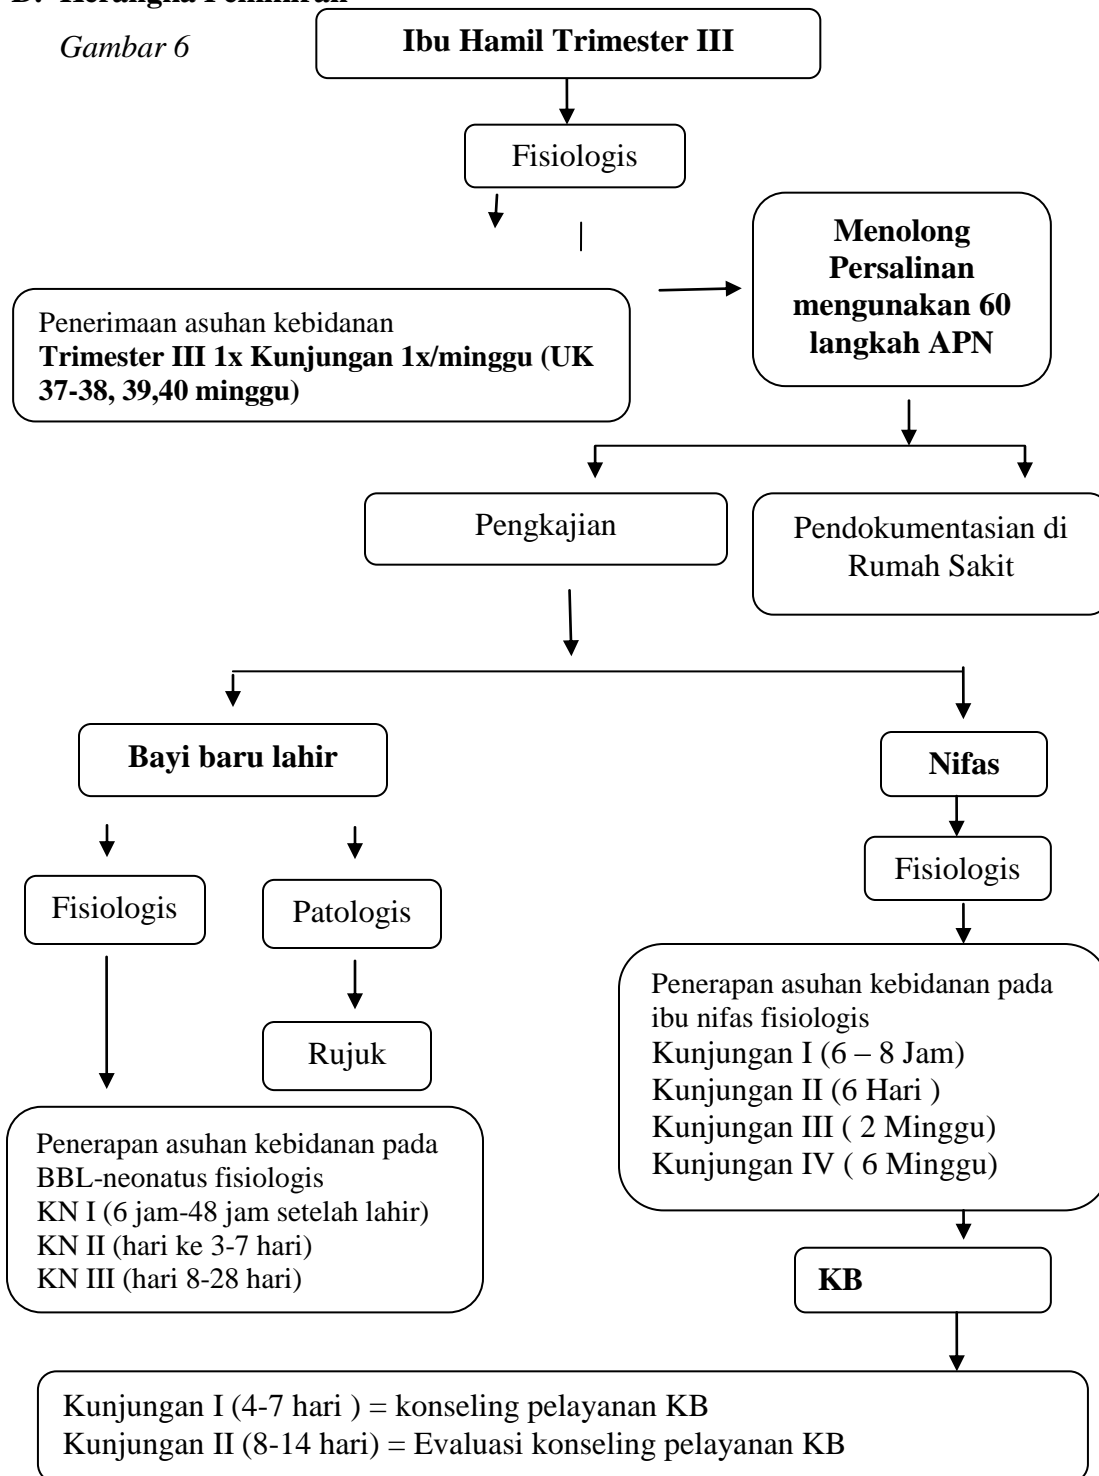 D. Kerangka Pemikiran
Gambar 6
Ibu Hamil Trimester III
Fisiologis
Menolong
Persalinan
mengunakan 60
langkah APN
Penerimaan asuhan kebidanan
Trimester III 1x Kunjungan 1x/minggu (UK
37-38, 39,40 minggu)
Pengkajian
Pendokumentasian di
Rumah Sakit
Bayi baru lahir
Nifas
Fisiologis
Patologis
Fisiologis
Rujuk
Penerapan asuhan kebidanan pada
ibu nifas fisiologis
Kunjungan I (6 – 8 Jam)
Kunjungan II (6 Hari )
Kunjungan III ( 2 Minggu)
Kunjungan IV ( 6 Minggu)
Penerapan asuhan kebidanan pada
BBL-neonatus fisiologis
KN I (6 jam-48 jam setelah lahir)
KN II (hari ke 3-7 hari)
KN III (hari 8-28 hari)
KB
Kunjungan I (4-7 hari ) = konseling pelayanan KB
Kunjungan II (8-14 hari) = Evaluasi konseling pelayanan KB